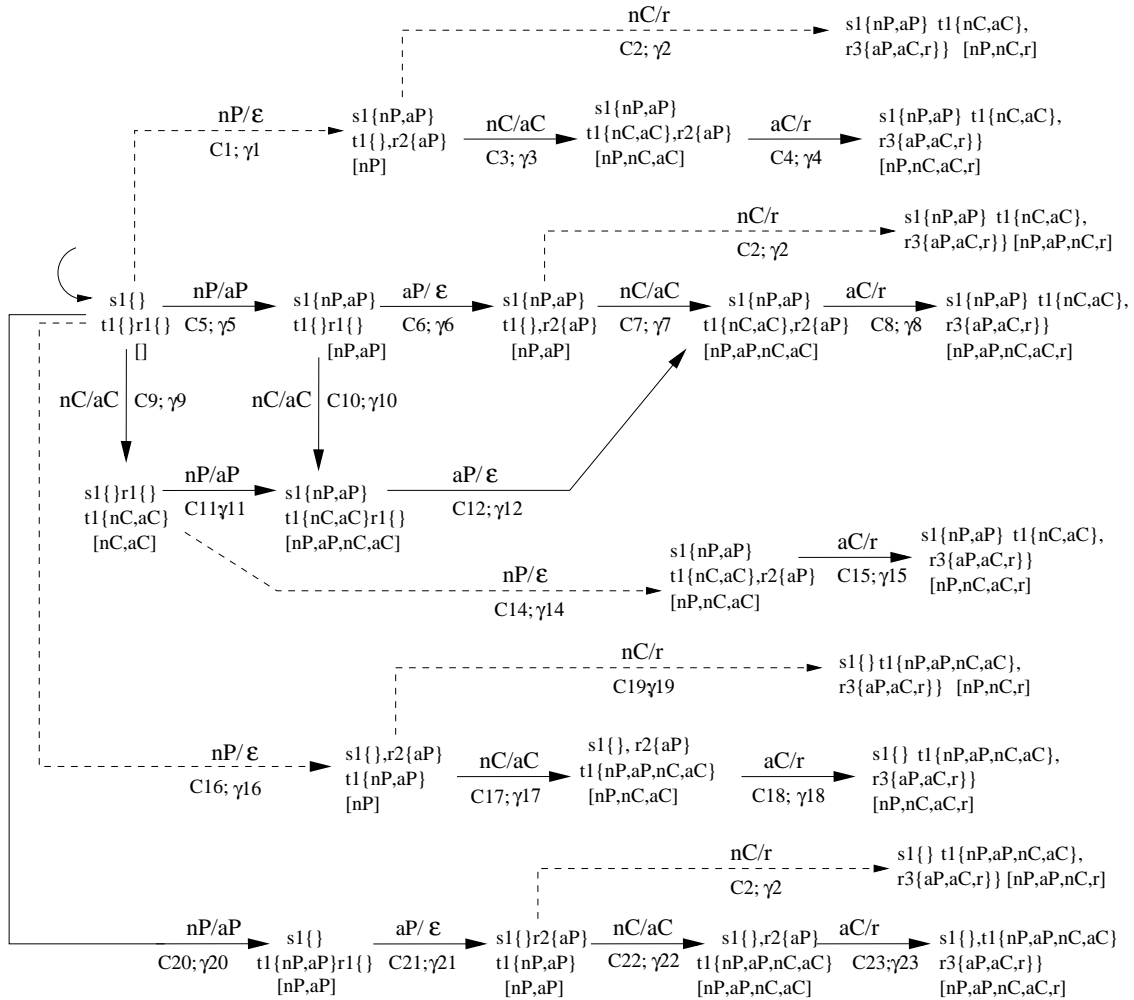 nC/r
C2; γ2
s1{nP,aP} t1{nC,aC},
r3{aP,aC,r}} [nP,nC,r]
nP/ε
C1; γ1
s1{nP,aP}
t1{},r2{aP}
[nP]
nC/aC
C3; γ3
s1{nP,aP}
t1{nC,aC},r2{aP}
[nP,nC,aC]
aC/r
C4; γ4
s1{nP,aP} t1{nC,aC},
r3{aP,aC,r}}
[nP,nC,aC,r]
nC/r
C2; γ2
s1{nP,aP} t1{nC,aC},
r3{aP,aC,r}} [nP,aP,nC,r]
s1{}
t1{}r1{}
[]
nP/aP
C5; γ5
s1{nP,aP}
t1{}r1{}
[nP,aP]
aP/ ε
C6; γ6
s1{nP,aP}
t1{},r2{aP}
[nP,aP]
nC/aC
C7; γ7
s1{nP,aP}
t1{nC,aC},r2{aP}
[nP,aP,nC,aC]
aC/r
C8; γ8
s1{nP,aP} t1{nC,aC},
r3{aP,aC,r}}
[nP,aP,nC,aC,r]
nC/aC
C9; γ9
nC/aC
C10; γ10
s1{}r1{}
t1{nC,aC}
[nC,aC]
nP/aP
C11;γ11
s1{nP,aP}
t1{nC,aC}r1{}
[nP,aP,nC,aC]
aP/ ε
C12; γ12
nP/ε
C14; γ14
s1{nP,aP}
t1{nC,aC},r2{aP}
[nP,nC,aC]
aC/r
C15; γ15
s1{nP,aP} t1{nC,aC},
r3{aP,aC,r}}
[nP,nC,aC,r]
nC/r
C19;γ19
s1{} t1{nP,aP,nC,aC},
r3{aP,aC,r}} [nP,nC,r]
nP/ ε
C16; γ16
s1{},r2{aP}
t1{nP,aP}
[nP]
nC/aC
C17; γ17
s1{}, r2{aP}
t1{nP,aP,nC,aC}
[nP,nC,aC]
aC/r
C18; γ18
s1{} t1{nP,aP,nC,aC},
r3{aP,aC,r}}
[nP,nC,aC,r]
nC/r
C2; γ2
s1{} t1{nP,aP,nC,aC},
r3{aP,aC,r}} [nP,aP,nC,r]
nP/aP
C20; γ20
s1{}
t1{nP,aP}r1{}
[nP,aP]
aP/ ε
C21; γ21
s1{}r2{aP}
t1{nP,aP}
[nP,aP]
nC/aC
C22; γ22
s1{},r2{aP}
t1{nP,aP,nC,aC}
[nP,aP,nC,aC]
aC/r
C23;γ23
s1{},t1{nP,aP,nC,aC}
r3{aP,aC,r}}
[nP,aP,nC,aC,r]